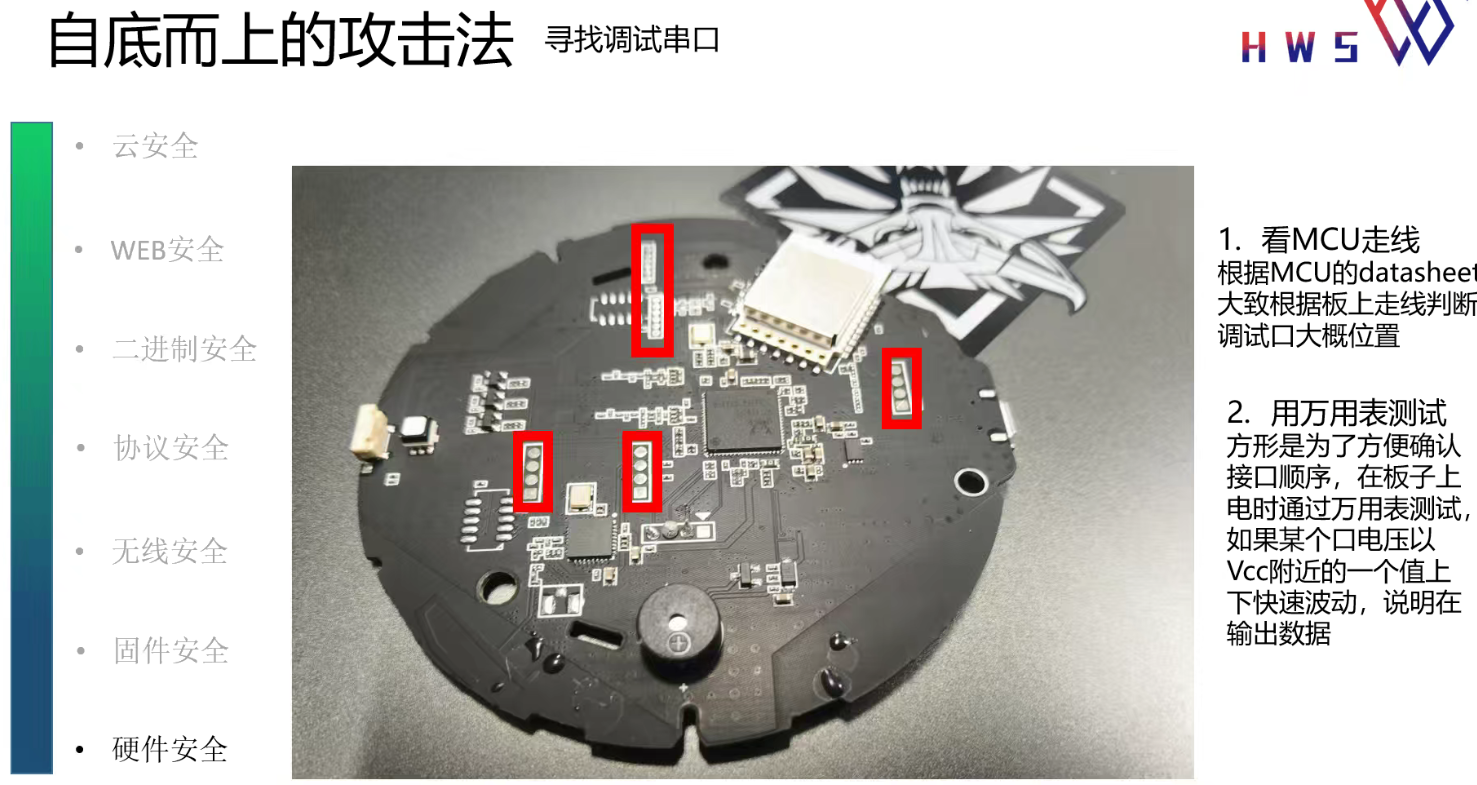 自底而上的攻击法 寻找调试串口
HWS
• 云安全
• WEB安全
• 二进制安全
• 协议安全
• 无线安全
• 固件安全
• 硬件安全
1. 看MCU走线
根据MCU的datasheet
大致根据板上走线判断
调试口大概位置
2. 用万用表测试
方形是为了方便确认
接口顺序，在板子上
电时通过万用表测试，
如果某个口电压以
Vcc附近的一个值上
下快速波动，说明在
输出数据